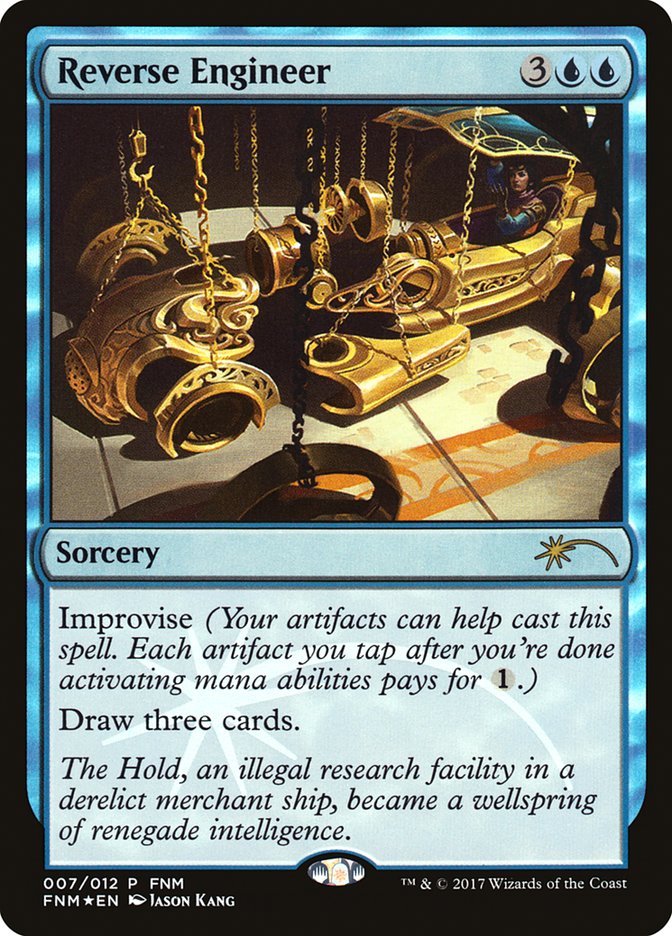 Reverse Engineer 3
Sorcery
Improvise (Your artifacts can help cast this
spell. Each artifact you tap after you're done
activating mana abilities pays for 1.)
Draw three cards.
The Hold, an illegal research facility in a
derelict merchant ship, became a wellspring
of renegade intelligence.
007/012 P FNM
FNM★EN Jason Kang
™ & © 2017 Wizards of the Coast